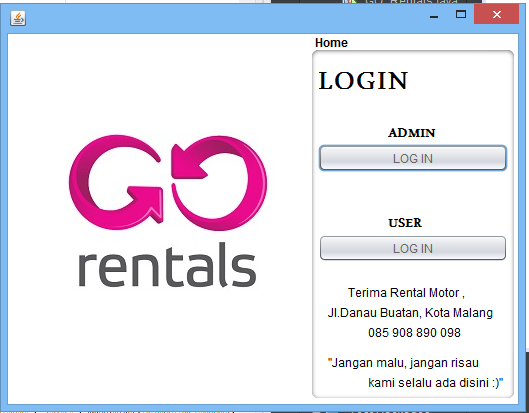 Home
GO
rentals
LOGIN
ADMIN
LOG IN
USER
LOG IN
Terima Rental Motor ,
Jl.Danau Buatan, Kota Malang
085 908 890 098
"Jangan malu, jangan risau
kami selalu ada disini :)"